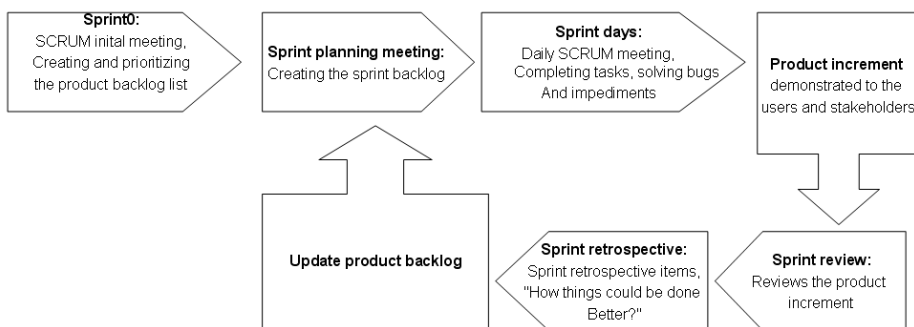 Sprint0:
SCRUM inital meeting,
Creating and prioritizing
the product backlog list
Sprint planning meeting:
Creating the sprint backlog
Sprint days:
Daily SCRUM meeting,
Completing tasks, solving bugs
And impediments
Product increment
demonstrated to the
users and stakeholders
Sprint review:
Reviews the product
increment
Sprint retrospective:
Sprint retrospective items,
"How things could be done
Better?"
Update product backlog